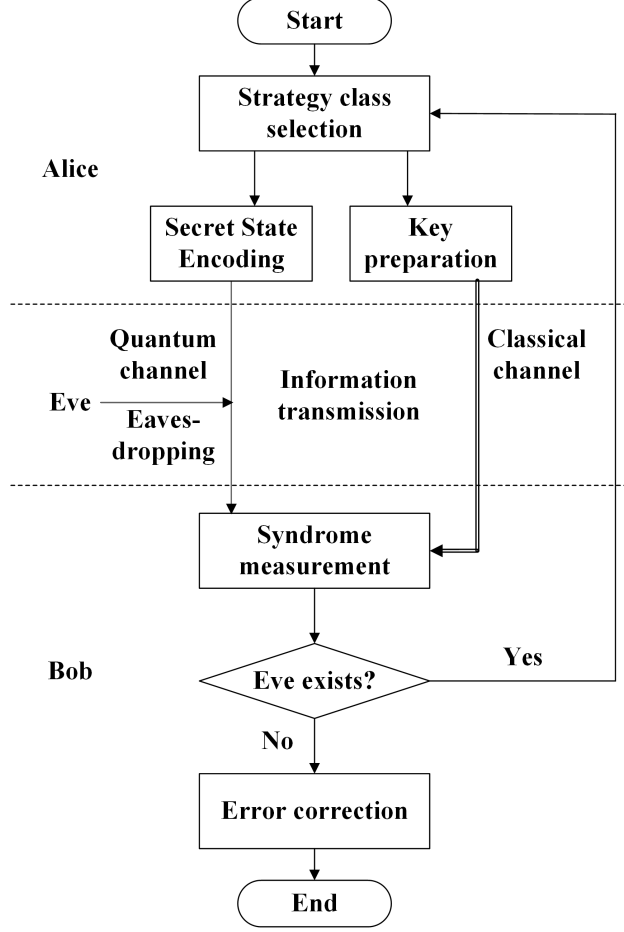 Start
Strategy class
selection
Alice
Secret State
Encoding
Key
preparation
Quantum
channel
Classical
channel
Information
transmission
Eve
Eaves-
dropping
Syndrome
measurement
Bob
Eve exists?
Yes
No
Error correction
End